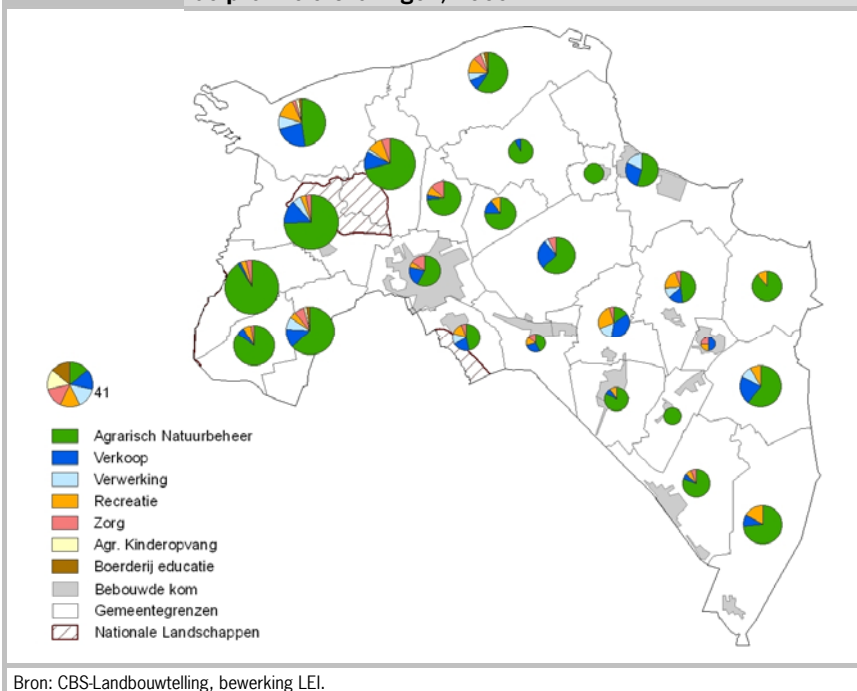 41
Agrarisch Natuurbeheer
Verkoop
Verwerking
Recreatie
Zorg
Agr. Kinderopvang
Boerderij educatie
Bebouwde kom
Gemeentegrenzen
Nationale Landschappen
Bron: CBS-Landbouwtelling, bewerking LEI.